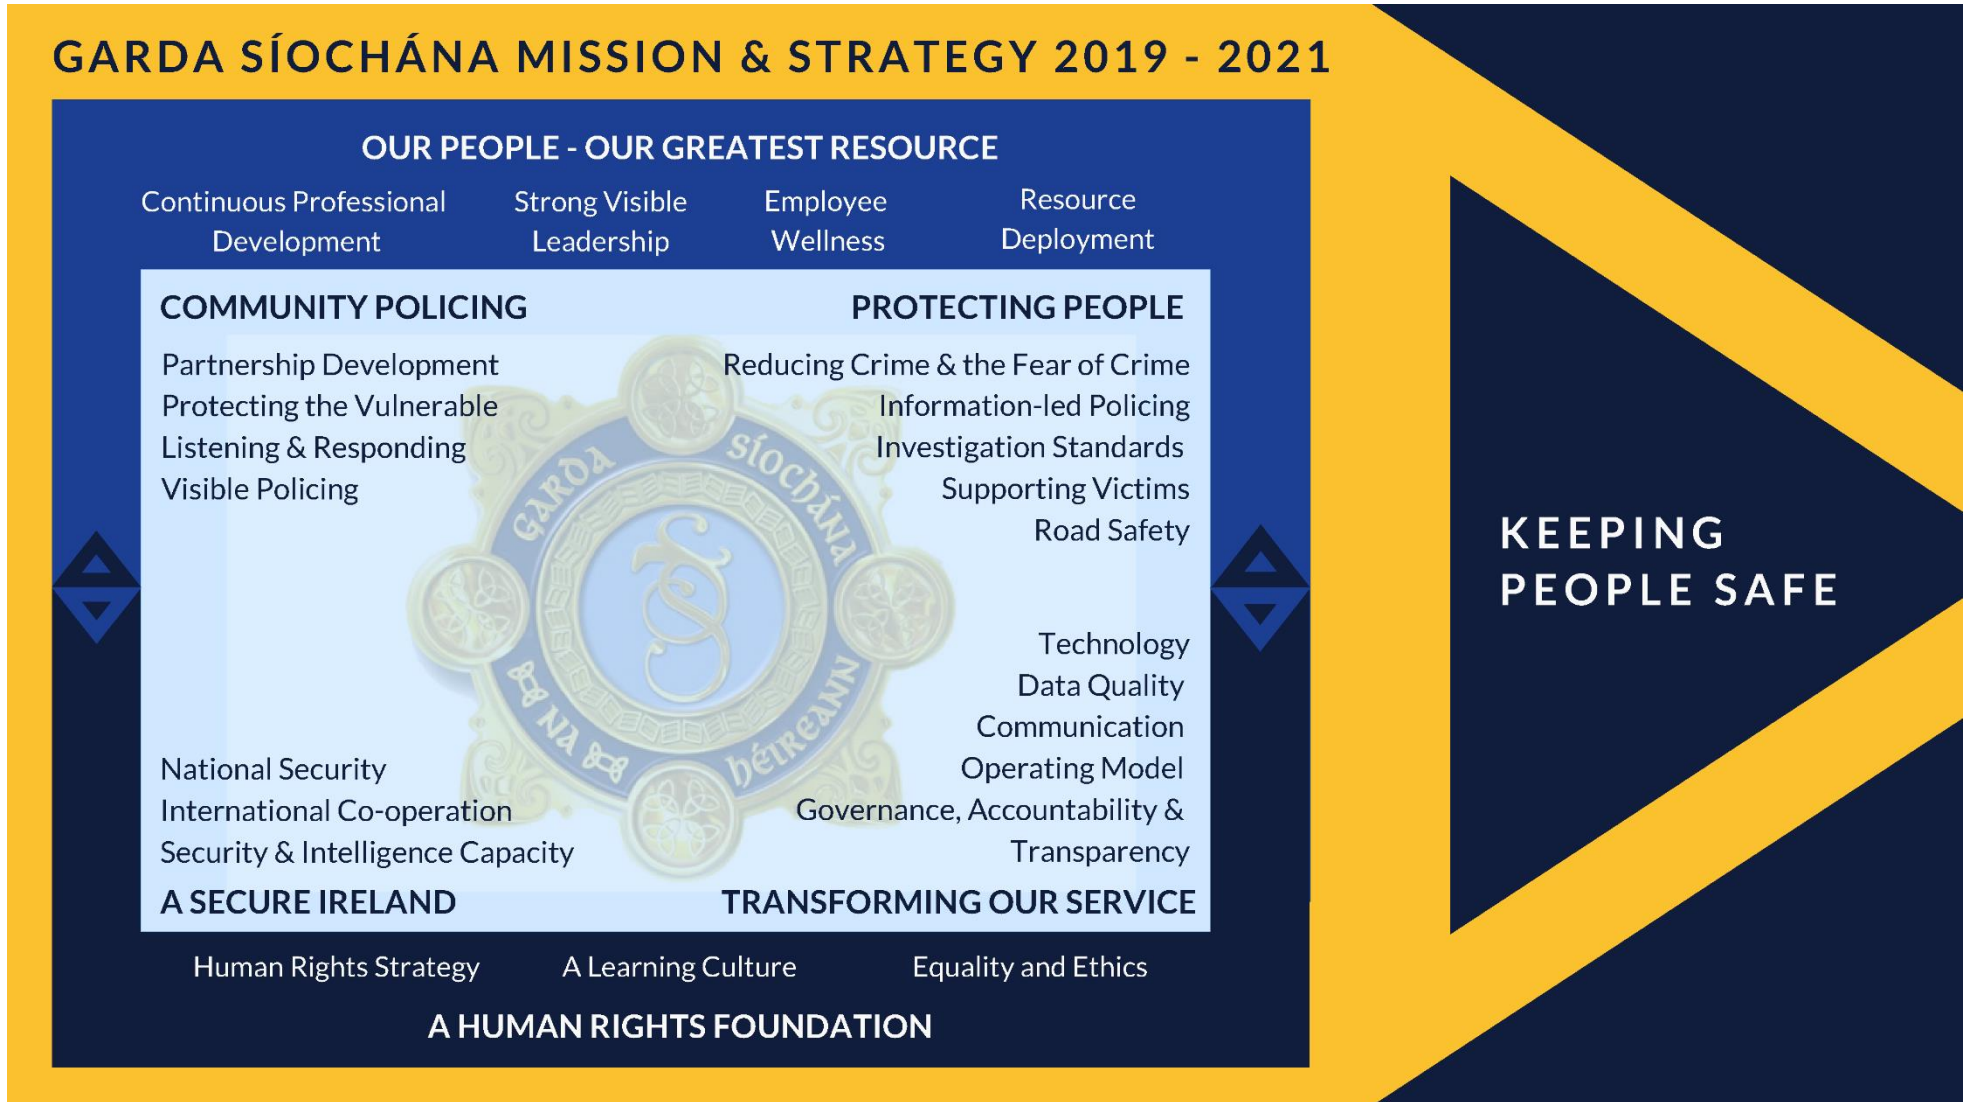 GARDA SÍOCHÁNA MISSION & STRATEGY 2019 - 2021
OUR PEOPLE - OUR GREATEST RESOURCE
Continuous Professional
Development
Strong Visible
Leadership
Employee
Wellness
Resource
Deployment
COMMUNITY POLICING
Partnership Development
Protecting the Vulnerable
Listening & Responding
Visible Policing
PROTECTING PEOPLE
Reducing Crime & the Fear of Crime
Information-led Policing
Investigation Standards
Supporting Victims
Road Safety
GARDA SÍOCHÁNA
NA HÉIREANN
National Security
International Co-operation
Security & Intelligence Capacity
A SECURE IRELAND
Technology
Data Quality
Communication
Operating Model
Governance, Accountability &
Transparency
TRANSFORMING OUR SERVICE
Human Rights Strategy
A Learning Culture
Equality and Ethics
A HUMAN RIGHTS FOUNDATION
KEEPING
PEOPLE SAFE